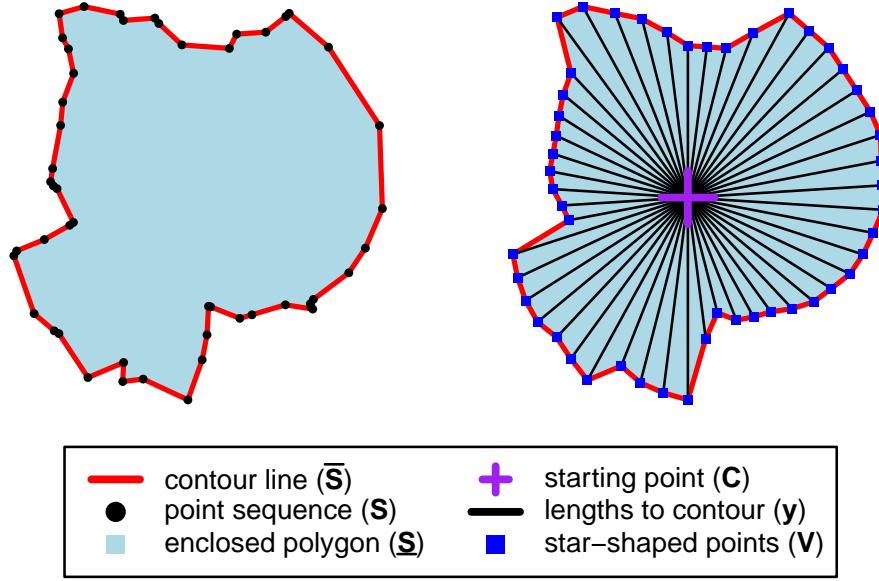 contour line (S̅)
point sequence (S)
enclosed polygon (S̲)
starting point (C)
lengths to contour (y)
star−shaped points (V)